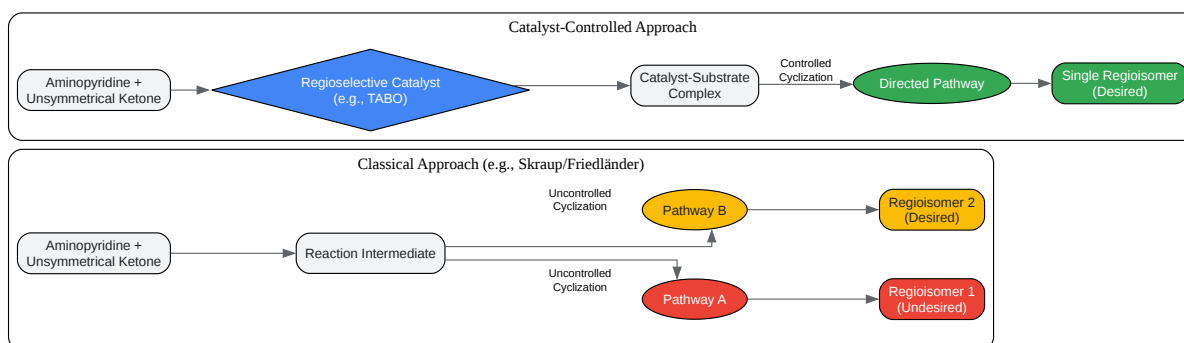 Catalyst-Controlled Approach
Aminopyridine +
Unsymmetrical Ketone
Regioselective Catalyst
(e.g., TABO)
Catalyst-Substrate
Complex
Controlled
Cyclization
Directed Pathway
Single Regioisomer
(Desired)
Classical Approach (e.g., Skraup/Friedländer)
Aminopyridine +
Unsymmetrical Ketone
Reaction Intermediate
Uncontrolled
Cyclization
Pathway B
Regioisomer 2
(Desired)
Uncontrolled
Cyclization
Pathway A
Regioisomer 1
(Undesired)